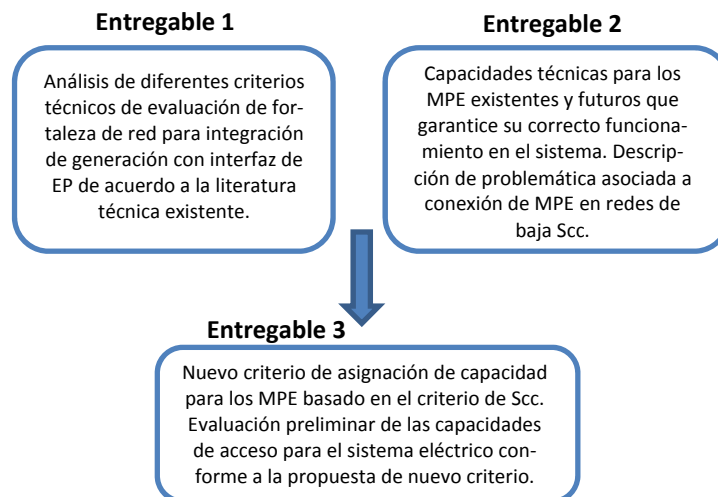 Entregable 1
Análisis de diferentes criterios
técnicos de evaluación de for-
taleza de red para integración
de generación con interfaz de
EP de acuerdo a la literatura
técnica existente.
Entregable 2
Capacidades técnicas para los
MPE existentes y futuros que
garantice su correcto funciona-
miento en el sistema. Descrip-
ción de problemática asociada a
conexión de MPE en redes de
baja Scc.
Entregable 3
Nuevo criterio de asignación de capacidad
para los MPE basado en el criterio de Scc.
Evaluación preliminar de las capacidades
de acceso para el sistema eléctrico con-
forme a la propuesta de nuevo criterio.